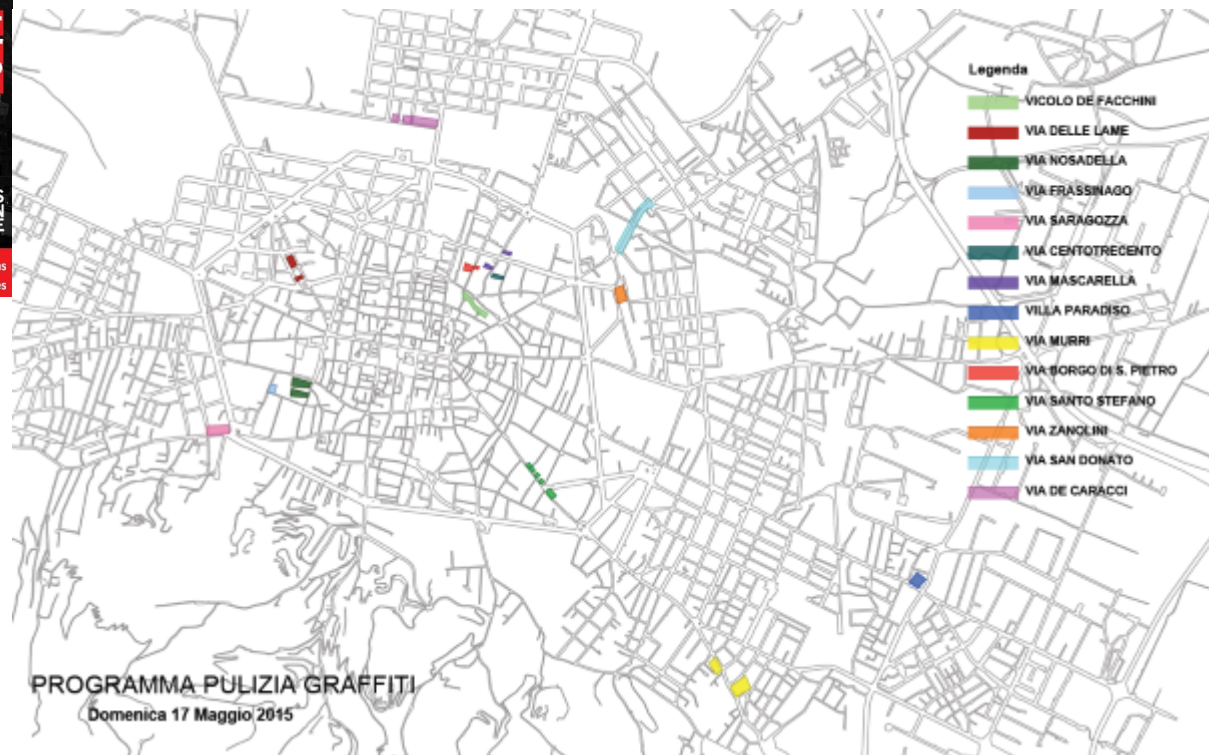 Legenda
VICOLO DE FACCHINI
VIA DELLE LAME
VIA NOSADELLA
VIA FRASSINAGO
VIA SARAGOZZA
VIA CENTOTRECENTO
VIA MASCARELLA
VILLA PARADISO
VIA MURRI
VIA BORGO DI S. PIETRO
VIA SANTO STEFANO
VIA ZANOLINI
VIA SAN DONATO
VIA DE CARACCI
PROGRAMMA PULIZIA GRAFFITI
Domenica 17 Maggio 2015